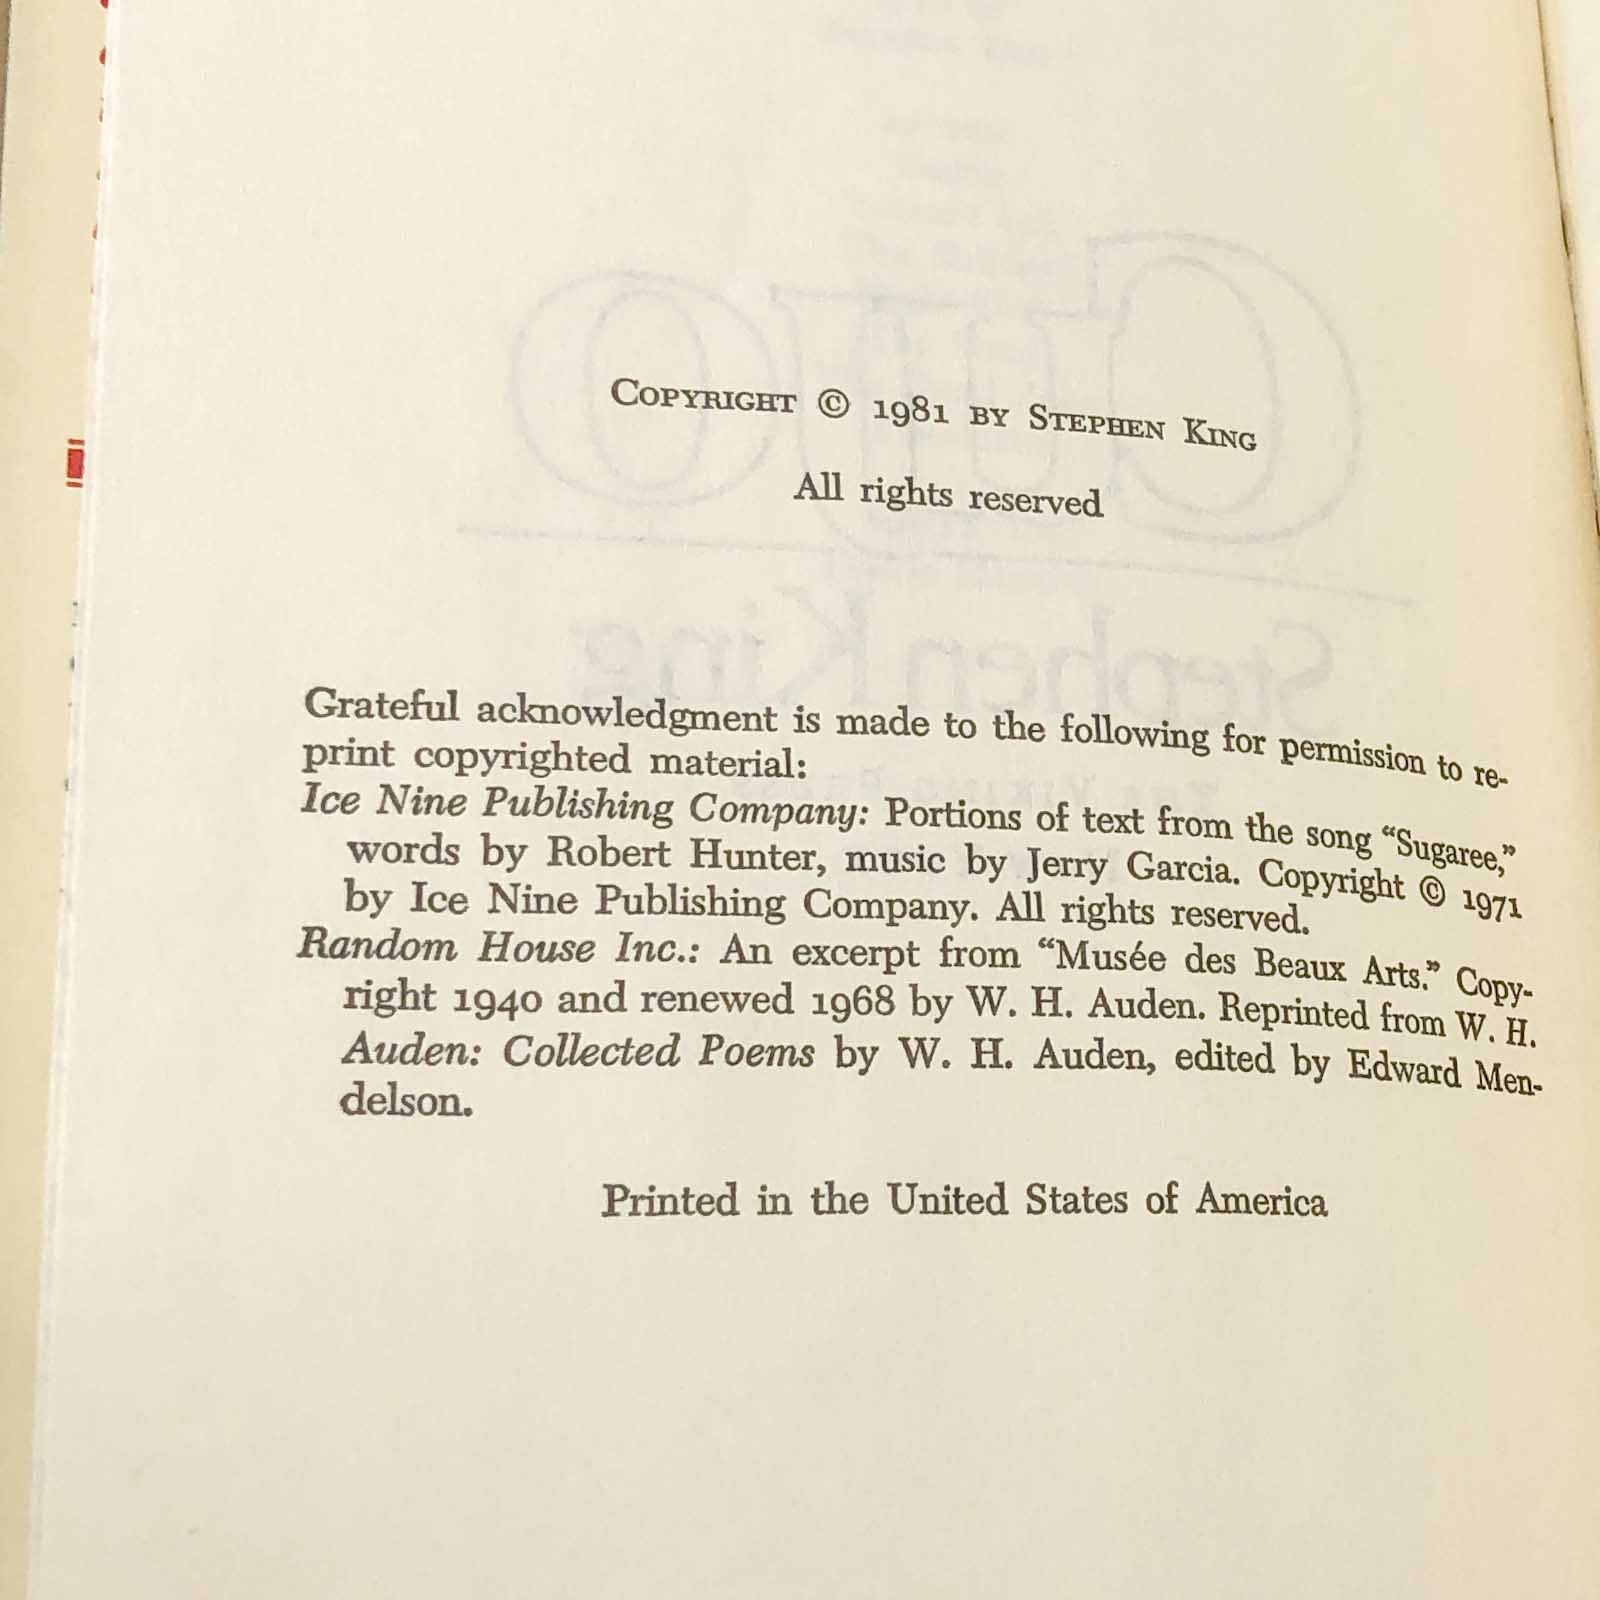 COPYRIGHT © 1981 BY STEPHEN KING
All rights reserved
Grateful acknowledgment is made to the following for permission to re-
print copyrighted material:
Ice Nine Publishing Company: Portions of text from the song “Sugaree,”
words by Robert Hunter, music by Jerry Garcia. Copyright © 1971
by Ice Nine Publishing Company. All rights reserved.
Random House Inc.: An excerpt from “Musée des Beaux Arts.” Copy-
right 1940 and renewed 1968 by W. H. Auden. Reprinted from W. H.
Auden: Collected Poems by W. H. Auden, edited by Edward Men-
delson.
Printed in the United States of America
CUJO
Stephen King